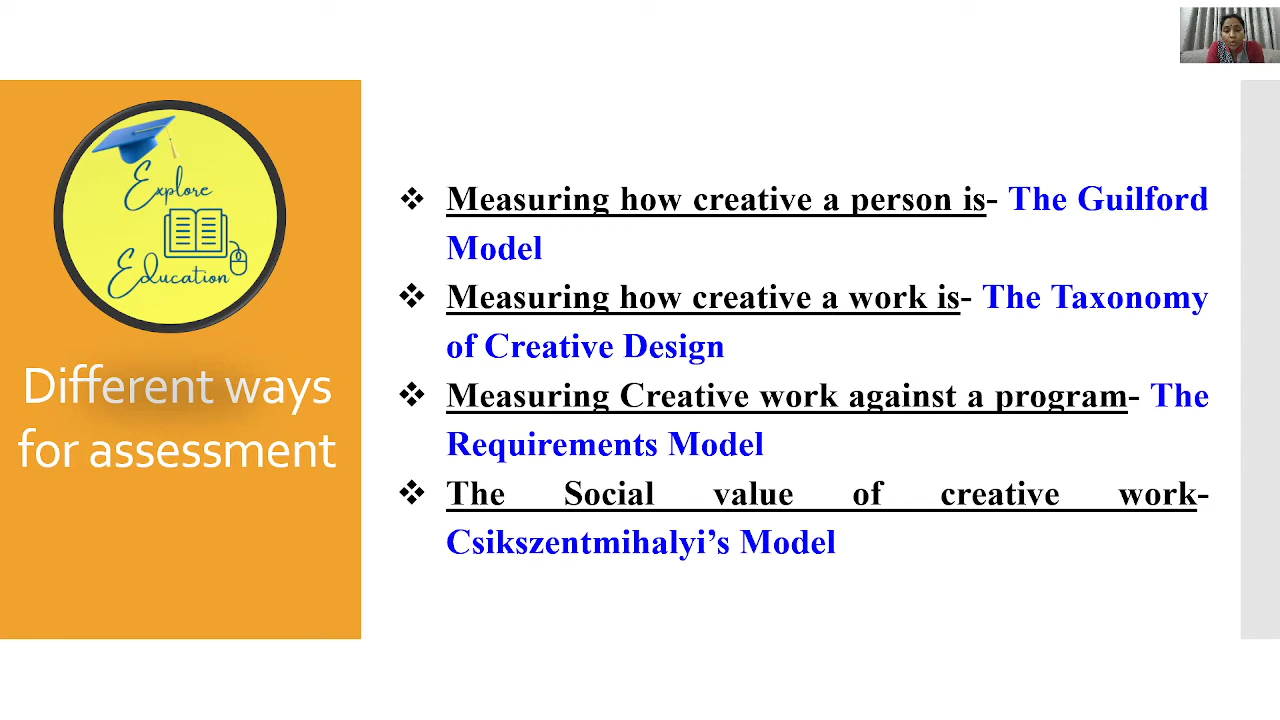 Explore
Education
Different ways
for assessment
❖ Measuring how creative a person is- The Guilford
Model
❖ Measuring how creative a work is- The Taxonomy
of Creative Design
❖ Measuring Creative work against a program- The
Requirements Model
❖ The Social value of creative work-
Csikszentmihalyi’s Model